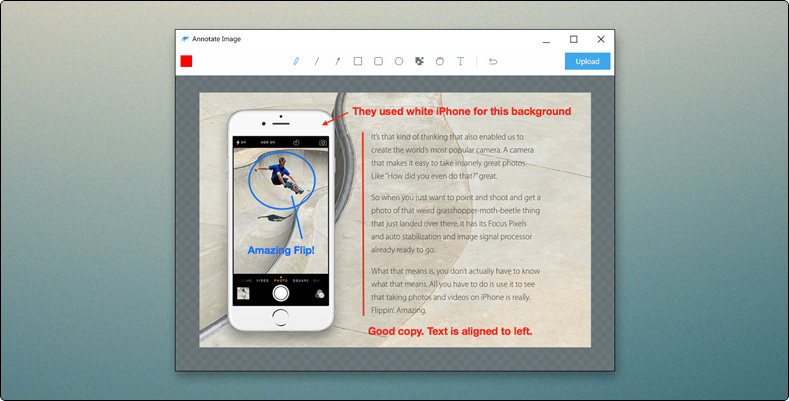 Annotate Image
T
Upload
They used white iPhone for this background
It's that kind of thinking that also enabled us to
create the world's most popular camera. A camera
that makes it easy to take insanely great photos.
Like "How did you even do that?" great.
So when you just want to point and shoot and get a
photo of that weird grasshopper-moth-beetle thing
that just landed over there, it has its Focus Pixels
and auto stabilization and image signal processor
already ready to go.
What that means is, you don't actually have to know
what that means. All you have to do is use it to see
that taking photos and videos on iPhone is really.
Flippin' Amazing.
Good copy. Text is aligned to left.
HDR Off
Amazing Flip!
VIDEO PHOTO SQUARE